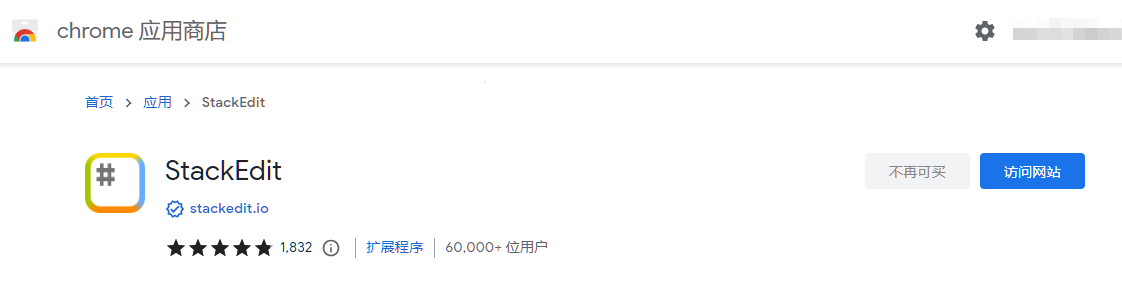 chrome 应用商店
首页 > 应用 > StackEdit
#
StackEdit
不再可买 访问网站
stackedit.io
1,832 扩展程序 60,000+ 位用户